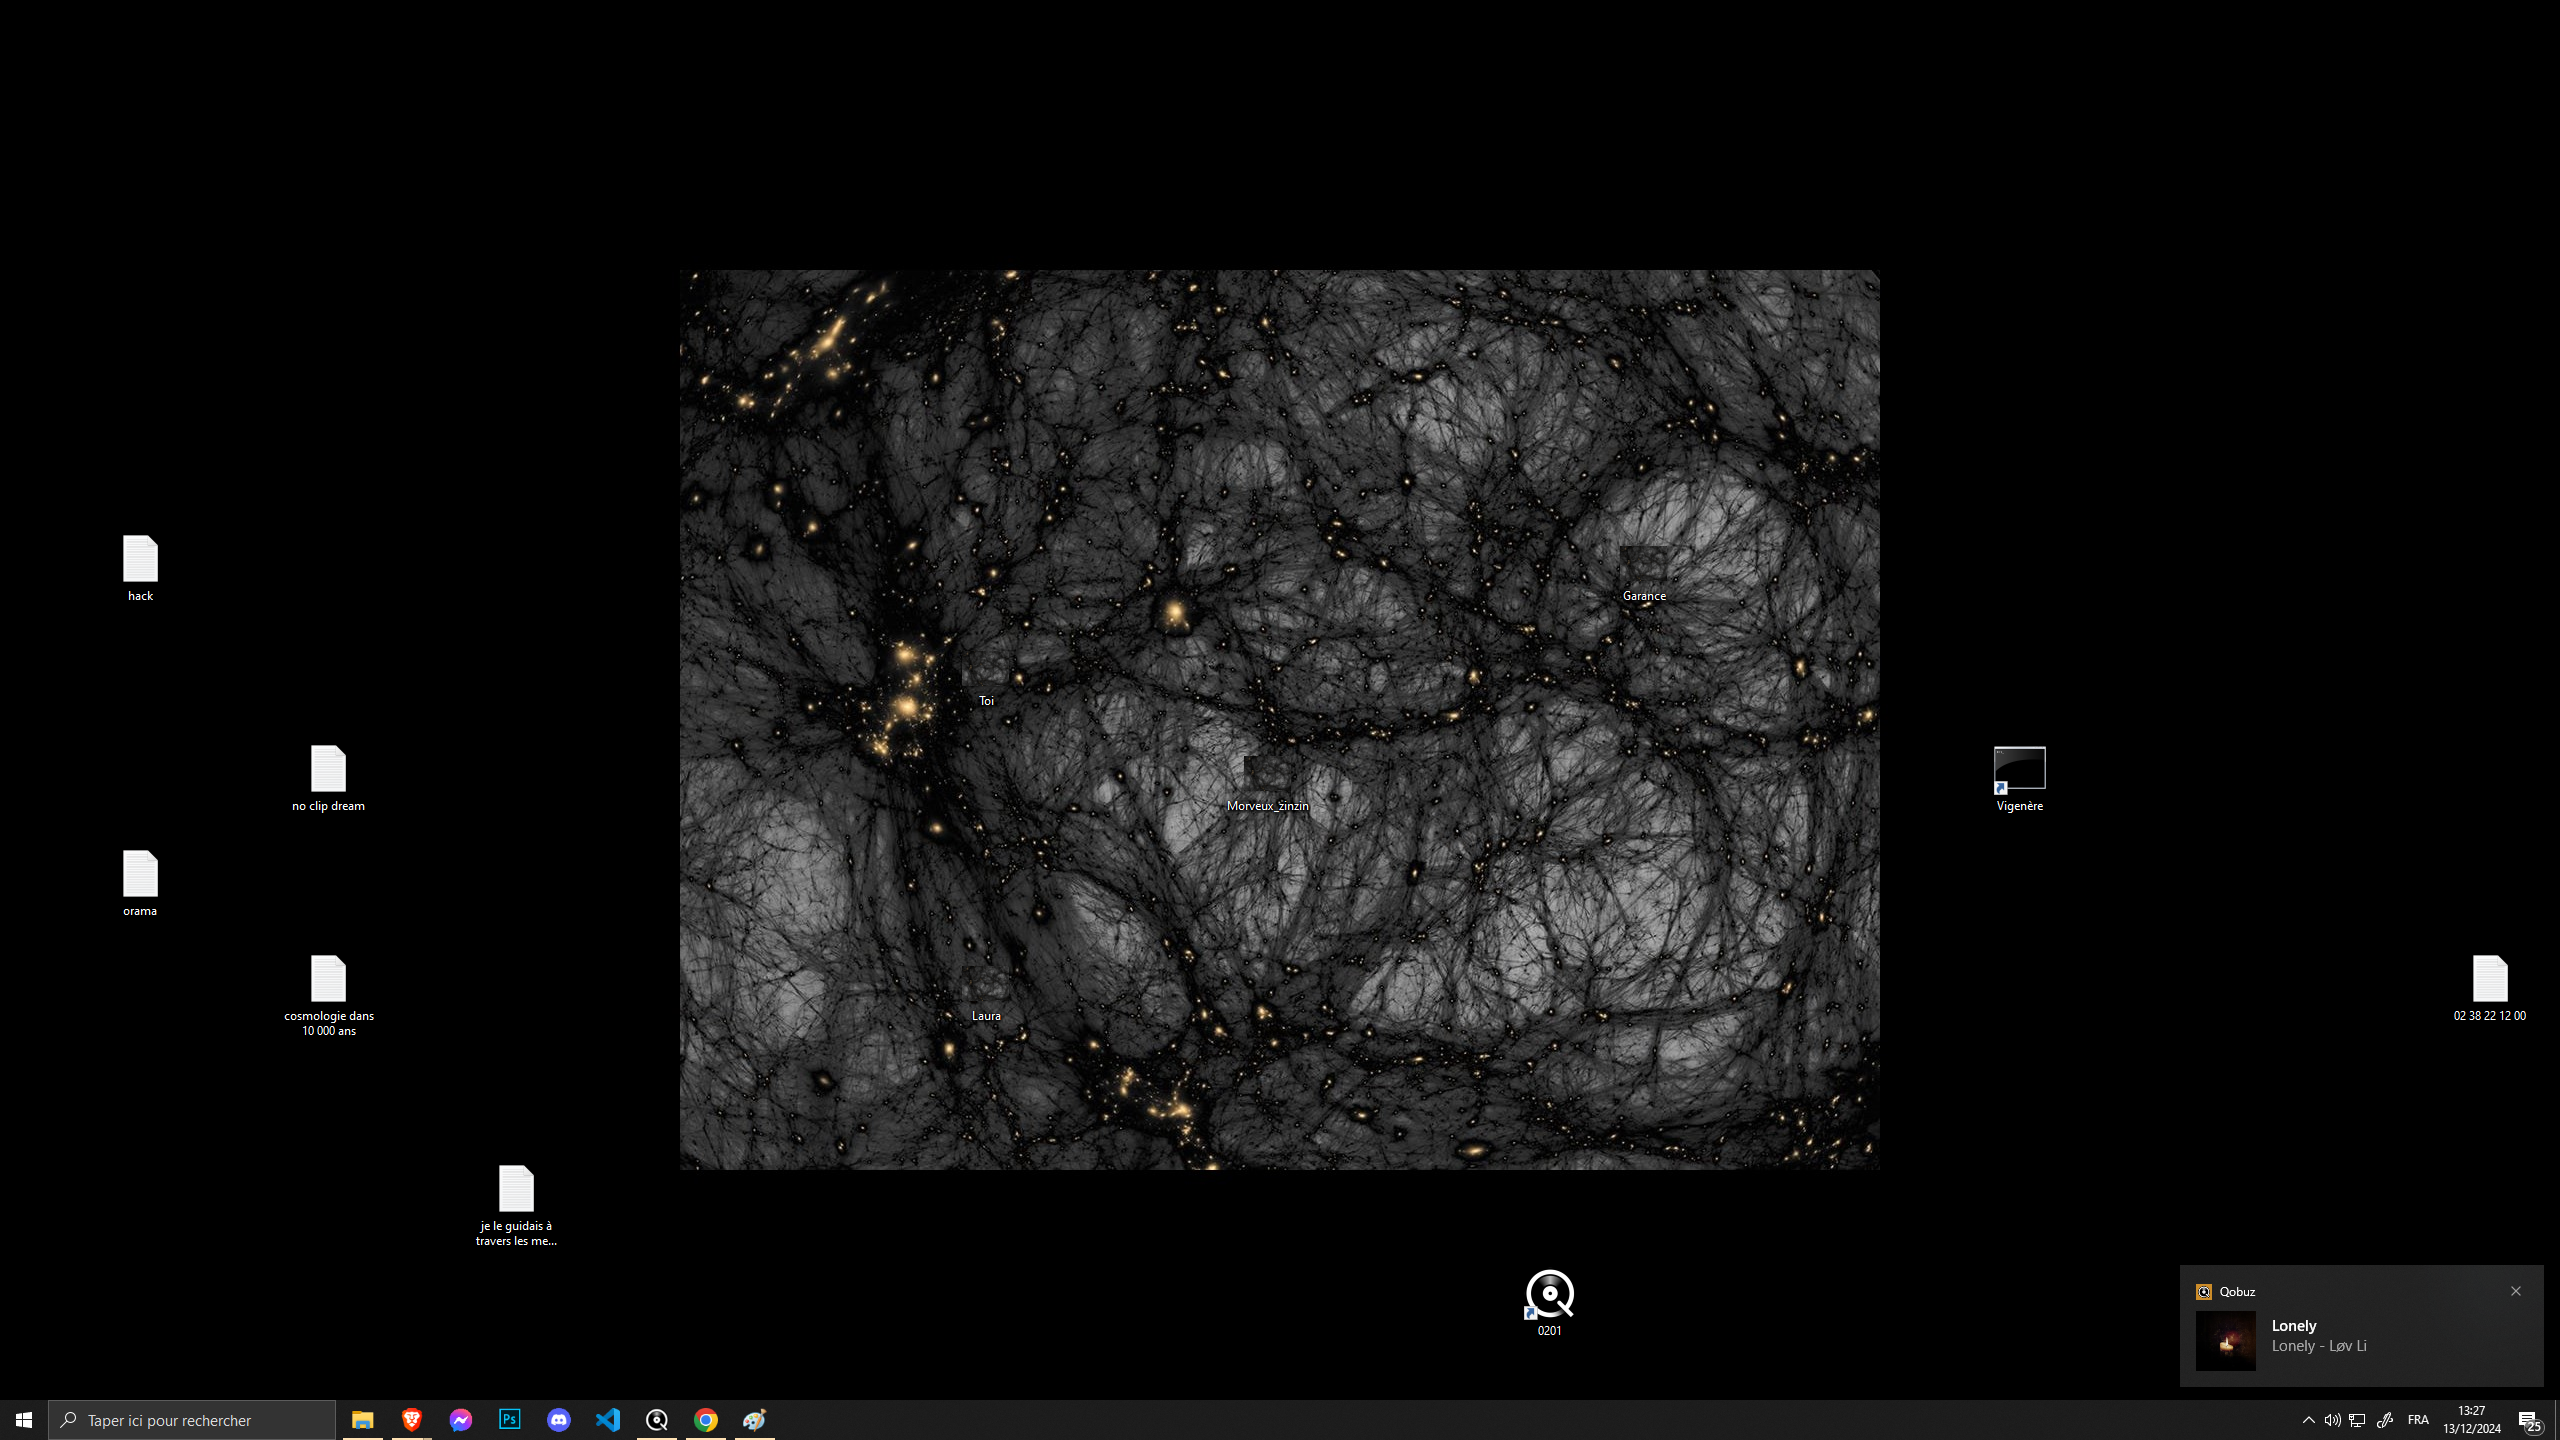 hack
Garance
Toi
no clip dream
Morveux_zinzin
Vigenère
orama
cosmologie dans
10 000 ans
Laura
02 38 22 12 00
je le guidais à
travers les me...
0201
Qobuz
Lonely
Lonely - Løv Li
Taper ici pour rechercher
Ps
FRA
13:27
13/12/2024
25